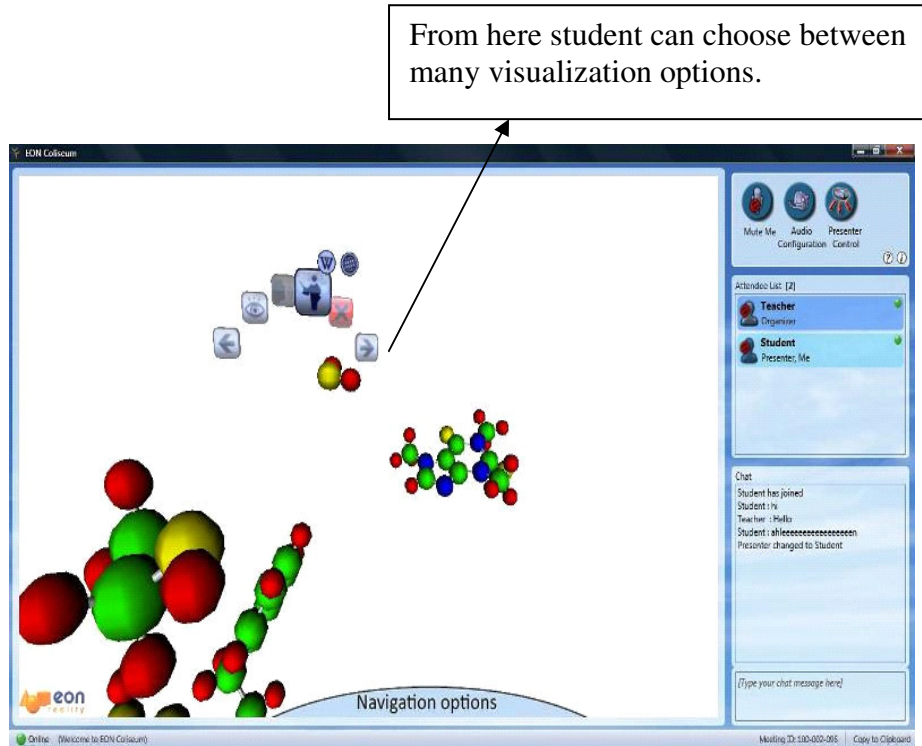 From here student can choose between
many visualization options.
EON Coliseum
W
Mute Me
Audio
Configuration
Presenter
Control
Attendee List [2]
Teacher
Organizer
Student
Presenter, Me
Chat
Student has joined
Student : hi
Teacher : Hello
Student : ahleeeeeeeeeeeeeeeeen
Presenter changed to Student
[Type your chat message here]
eon
reality
Navigation options
Online (Welcome to EON Coliseum)
Meeting ID: 100-002-096
Copy to Clipboard